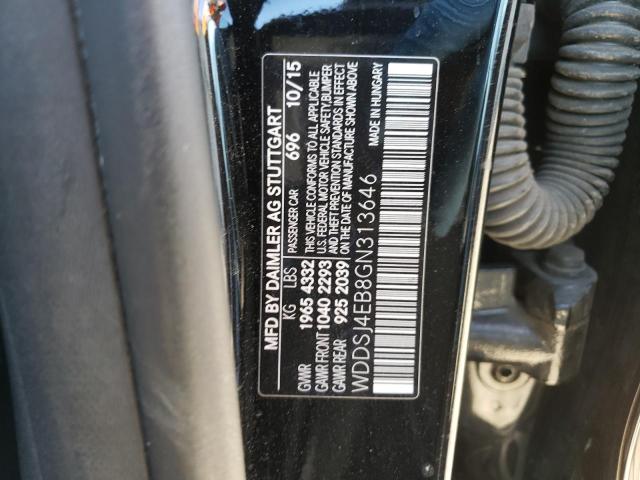 MFD BY DAIMLER AG STUTTGART
KG LBS PASSENGER CAR 696 10/15
GVWR 1965 4332 THIS VEHICLE CONFORMS TO ALL APPLICABLE
GAWR FRONT 1040 2293 U.S. FEDERAL MOTOR VEHICLE SAFETY, BUMPER
GAWR REAR 925 2039 AND THEFT PREVENTION STANDARDS IN EFFECT
ON THE DATE OF MANUFACTURE SHOWN ABOVE
WDDSJ4EB8GN313646 MADE IN HUNGARY